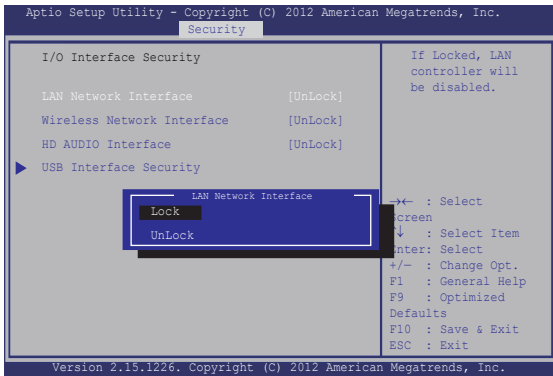 Aptio Setup Utility - Copyright (C) 2012 American Megatrends, Inc.
Security
I/O Interface Security
LAN Network Interface [UnLock]
Wireless Network Interface [UnLock]
HD AUDIO Interface [UnLock]
USB Interface Security
LAN Network Interface
Lock
UnLock
If Locked, LAN
controller will
be disabled.
→← : Select
Screen
↑↓ : Select Item
Enter: Select
+/— : Change Opt.
F1 : General Help
F9 : Optimized
Defaults
F10 : Save & Exit
ESC : Exit
Version 2.15.1226. Copyright (C) 2012 American Megatrends, Inc.